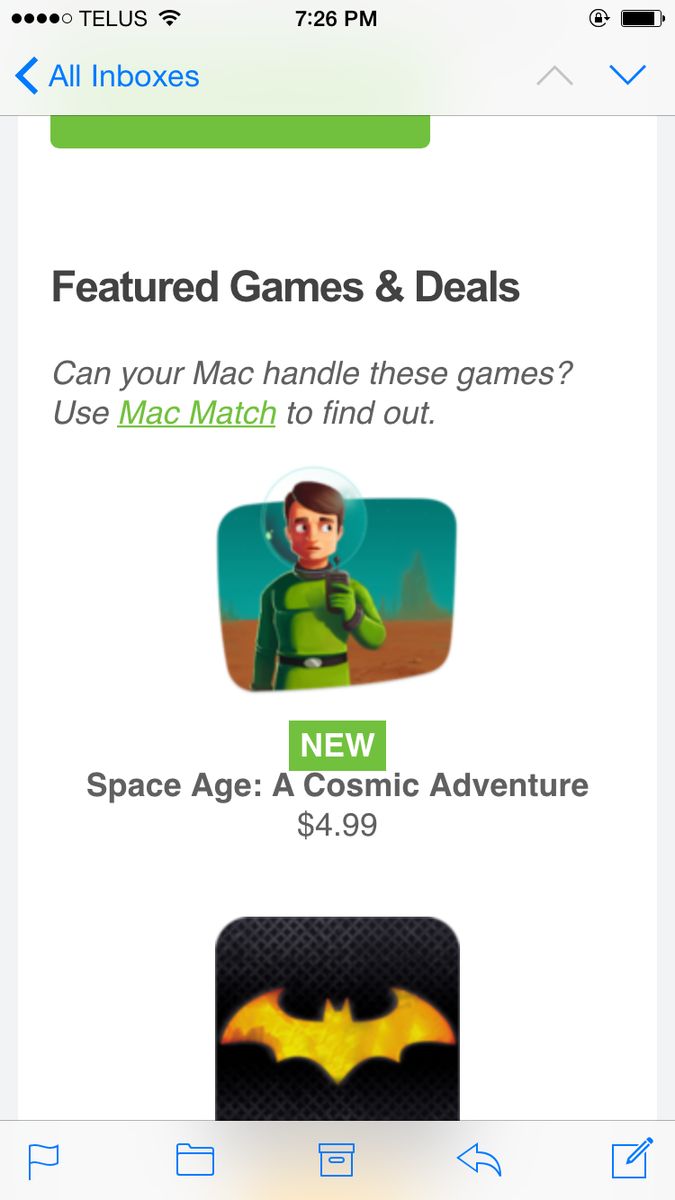 TELUS 7:26 PM
All Inboxes
Featured Games & Deals
Can your Mac handle these games?
Use Mac Match to find out.
NEW
Space Age: A Cosmic Adventure
$4.99